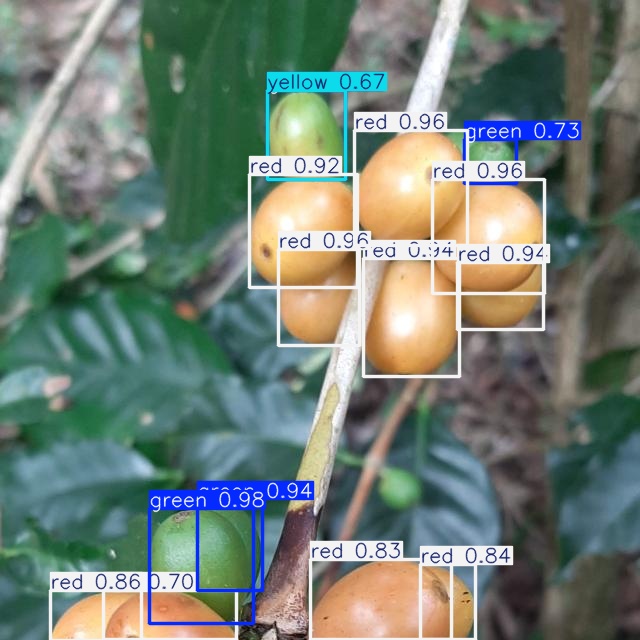 yellow 0.67
red 0.96
green 0.73
red 0.92
red 0.96
red 0.96
red 0.94
red 0.94
green 0.94
green 0.98
red 0.83
red 0.84
red 0.86
0.70